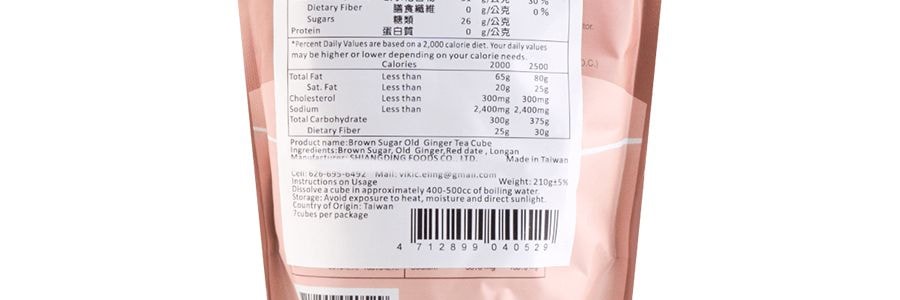 30%
Dietary Fiber 膳食纖維 0 g/公克 0%
Sugars 糖類 26 g/公克
Protein 蛋白質 0 g/公克
*Percent Daily Values are based on a 2,000 calorie diet. Your daily values
may be higher or lower depending on your calorie needs.
Calories 2000 2500
Total Fat Less than 65g 80g
Sat. Fat Less than 20g 25g
Cholesterol Less than 300mg 300mg
Sodium Less than 2,400mg 2,400mg
Total Carbohydrate 300g 375g
Dietary Fiber 25g 30g
Product name:Brown Sugar Old Ginger Tea Cube
Ingredients:Brown Sugar, Old Ginger,Red date , Longan
Manufacturer: SHIANGDING FOODS CO., LTD. Made in Taiwan
Cell: 626-695-6492 Mail: vikic.eling@gmail.com
Instructions on Usage Weight: 210g±5%
Dissolve a cube in approximately 400-500cc of boiling water.
Storage: Avoid exposure to heat, moisture and direct sunlight.
Country of Origin: Taiwan
7cubes per package
4 712899 040529